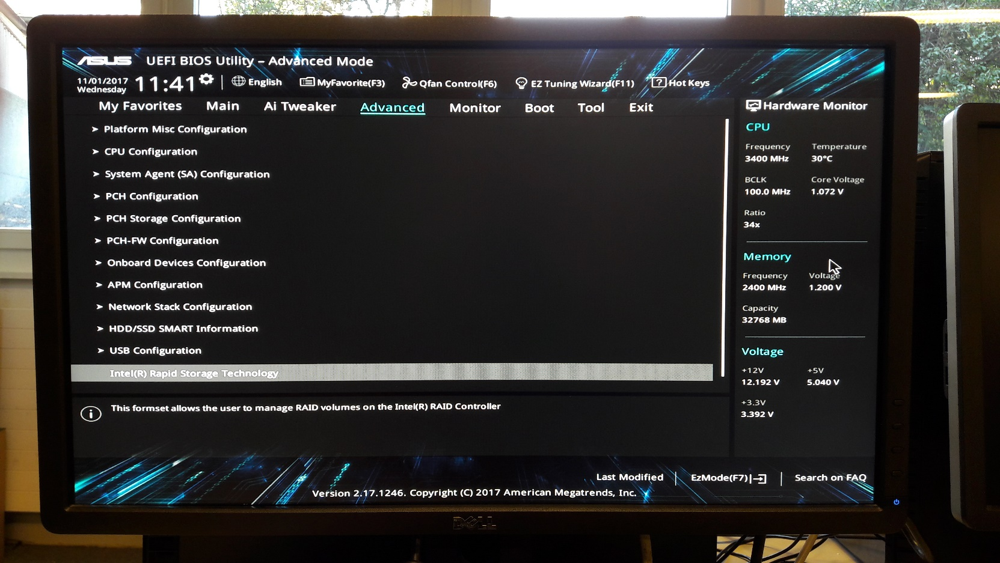 ASUS UEFI BIOS Utility – Advanced Mode
11/01/2017
Wednesday
11:41
English
MyFavorite(F3)
Qfan Control(F6)
EZ Tuning Wizard(F11)
? Hot Keys
My Favorites
Main
Ai Tweaker
Advanced
Monitor
Boot
Tool
Exit
➤ Platform Misc Configuration
➤ CPU Configuration
➤ System Agent (SA) Configuration
➤ PCH Configuration
➤ PCH Storage Configuration
➤ PCH-FW Configuration
➤ Onboard Devices Configuration
➤ APM Configuration
➤ Network Stack Configuration
➤ HDD/SSD SMART Information
➤ USB Configuration
Intel(R) Rapid Storage Technology
i This formset allows the user to manage RAID volumes on the Intel(R) RAID Controller
Hardware Monitor
CPU
Frequency Temperature
3400 MHz 30°C
BCLK Core Voltage
100.0 MHz 1.072 V
Ratio
34x
Memory
Frequency Voltage
2400 MHz 1.200 V
Capacity
32768 MB
Voltage
+12V +5V
12.192 V 5.040 V
+3.3V
3.392 V
Last Modified
EzMode(F7)
Search on FAQ
Version 2.17.1246. Copyright (C) 2017 American Megatrends, Inc.
DELL